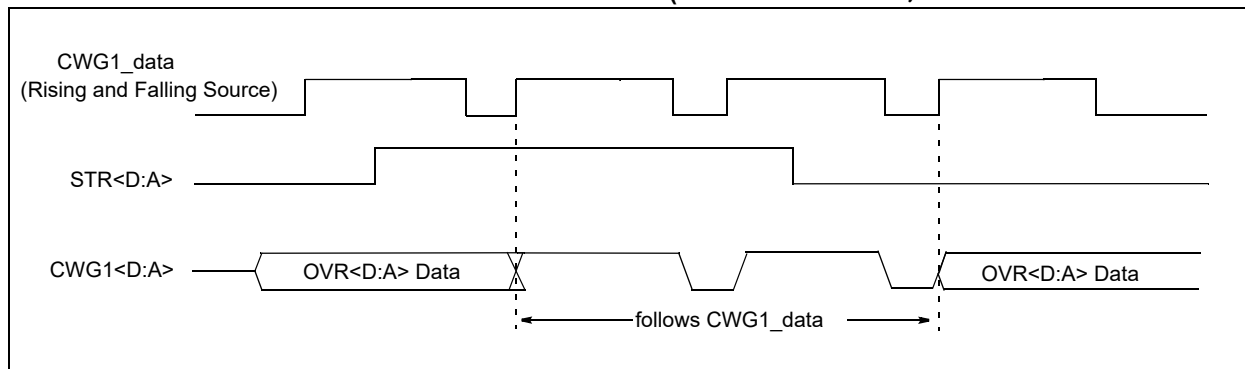 CWG1_data
(Rising and Falling Source)
STR<D:A>
CWG1<D:A>
OVR<D:A> Data
OVR<D:A> Data
follows CWG1_data